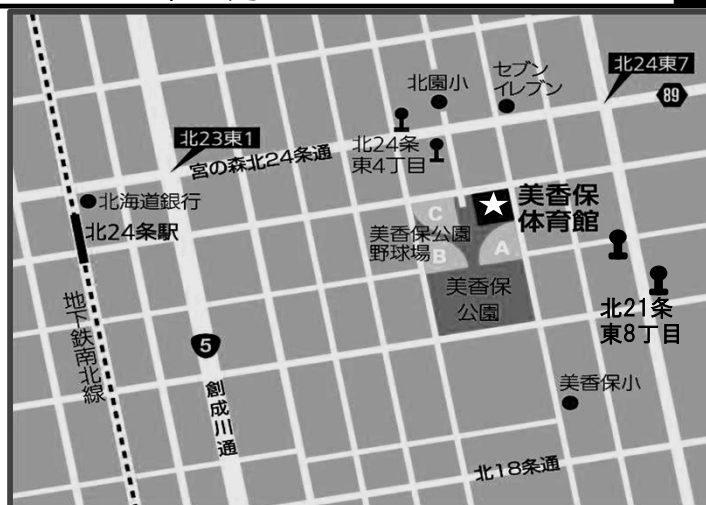 北24東7
セブン
イレブン
北園小
89
北23東1
北24条
東4丁目
宮の森北24条通
美香保
体育館
北海道銀行
北24条駅
C
美香保公園
野球場
B
A
美香保
公園
北21条
東8丁目
地下鉄南北線
5
創成川通
美香保小
北18条通